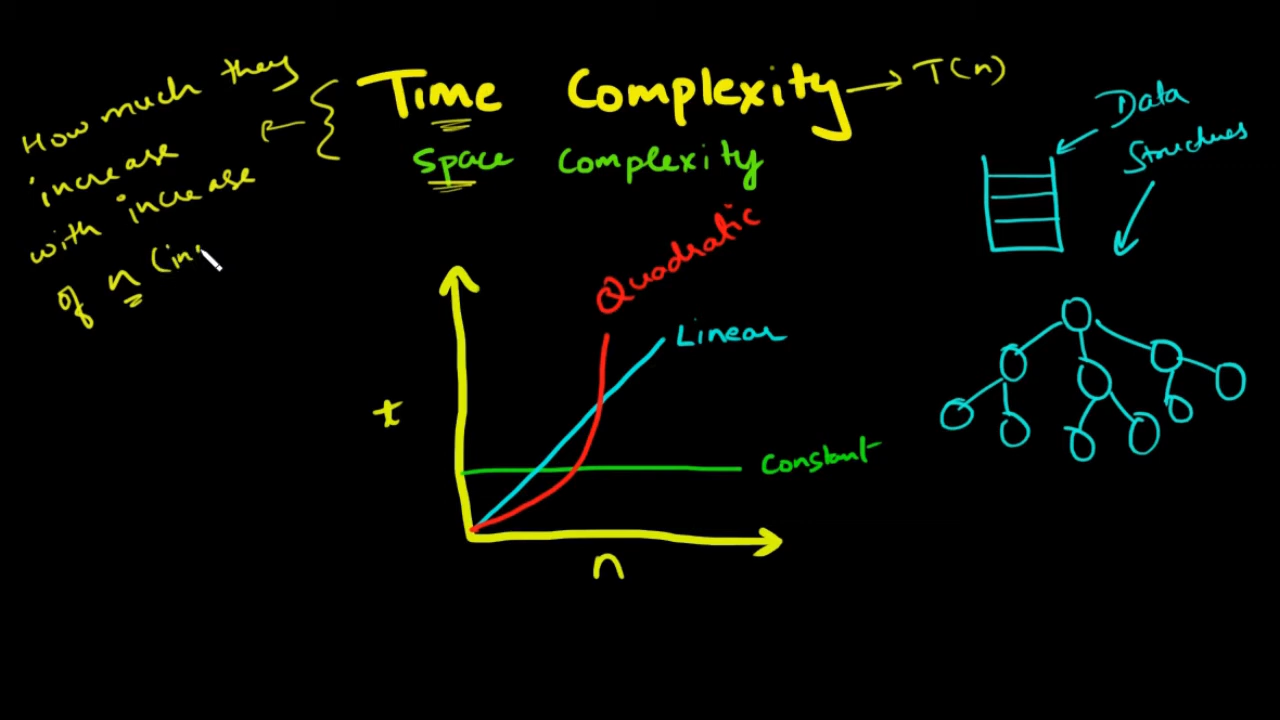 How much they
increase
with increase
of n (in
Time Complexity
T(n)
Space Complexity
Data
Structures
Quadratic
Linear
Constant
t
n